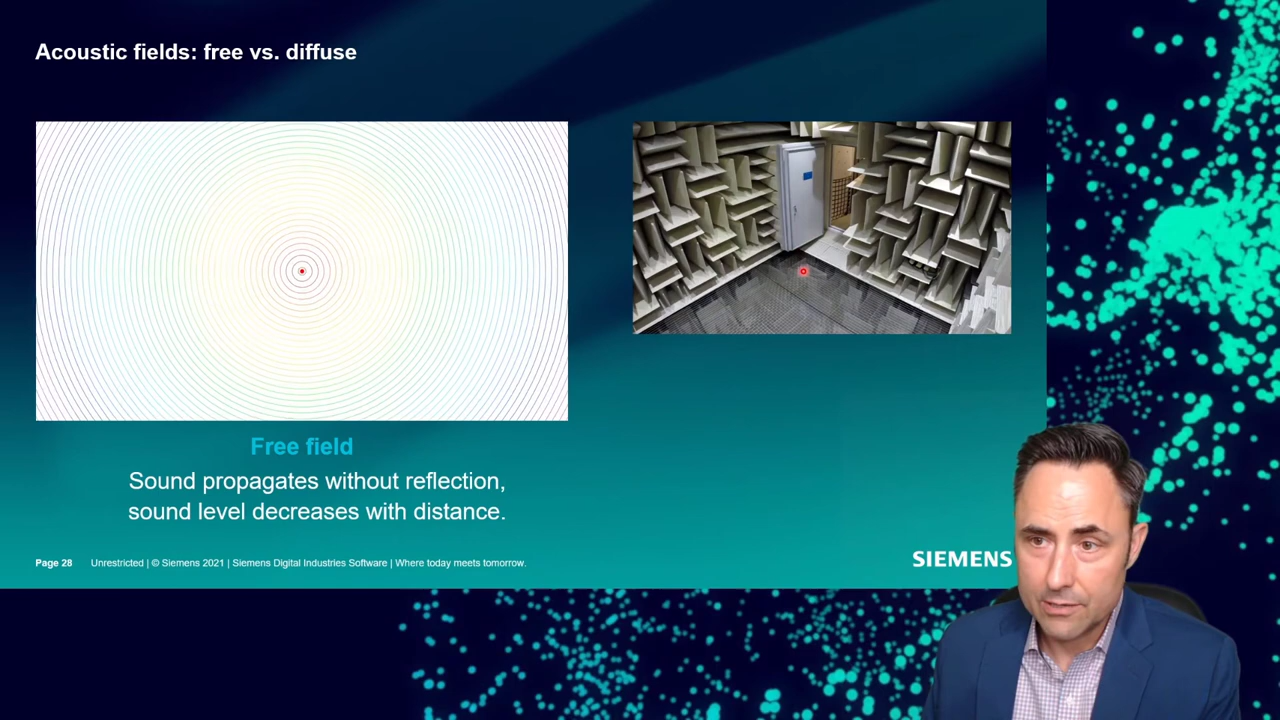 Acoustic fields: free vs. diffuse
Free field
Sound propagates without reflection,
sound level decreases with distance.
Page 28 Unrestricted | © Siemens 2021 | Siemens Digital Industries Software | Where today meets tomorrow.
SIEMENS